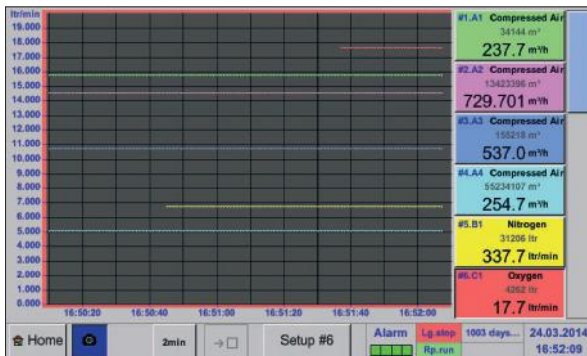 ltr/min
19.000
18.000
17.000
16.000
15.000
14.000
13.000
12.000
11.000
10.000
9.000
8.000
7.000
6.000
5.000
4.000
3.000
2.000
1.000
0.000
16:50:20 16:50:40 16:51:00 16:51:20 16:51:40 16:52:00
#1.A1 Compressed Air
34144 m³
237.7 m³/h
#2.A2 Compressed Air
13423396 m³
729.701 m³/h
#3.A3 Compressed Air
155218 m³
537.0 m³/h
#4.A4 Compressed Air
55234107 m³
254.7 m³/h
#5.B1 Nitrogen
31206 ltr
337.7 ltr/min
#6.C1 Oxygen
4262 ltr
17.7 ltr/min
Home 2min Setup #6 Alarm Lg.stop 1003 days... 24.03.2014
Rp.run 16:52:09